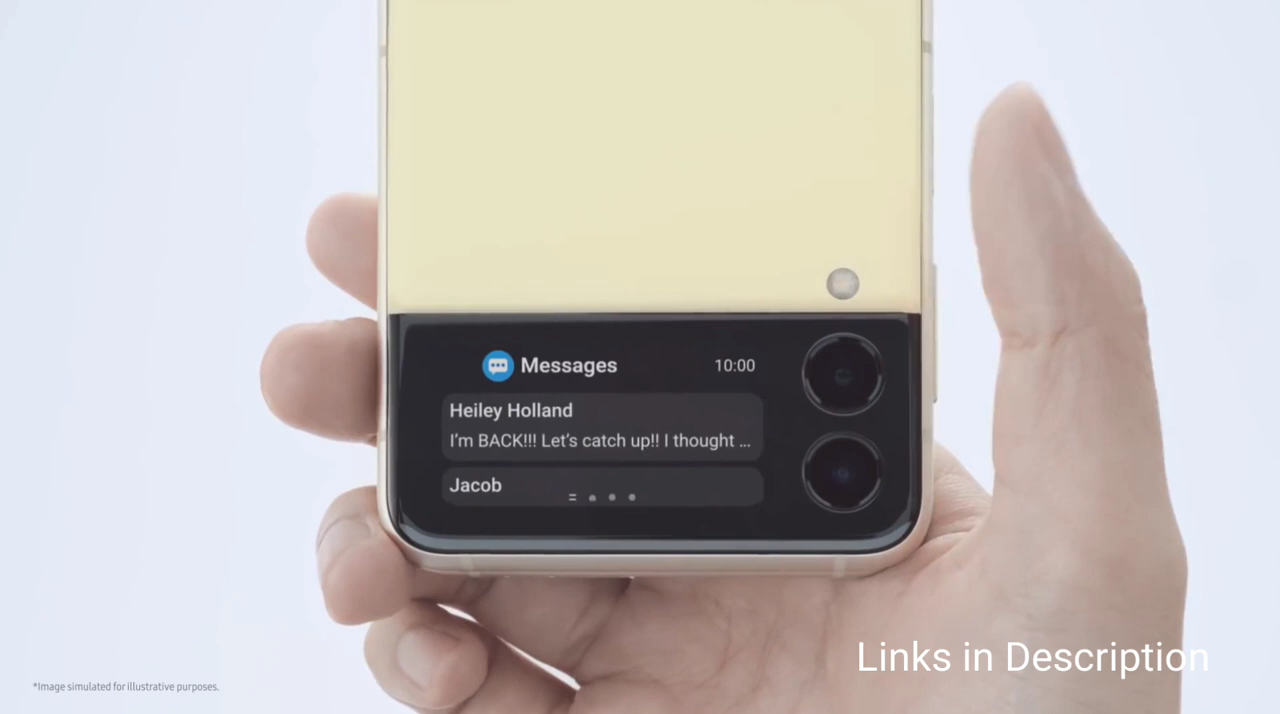 Messages 10:00
Heiley Holland
I'm BACK!!! Let's catch up!! I thought ...
Jacob
Links in Description
*Image simulated for illustrative purposes.